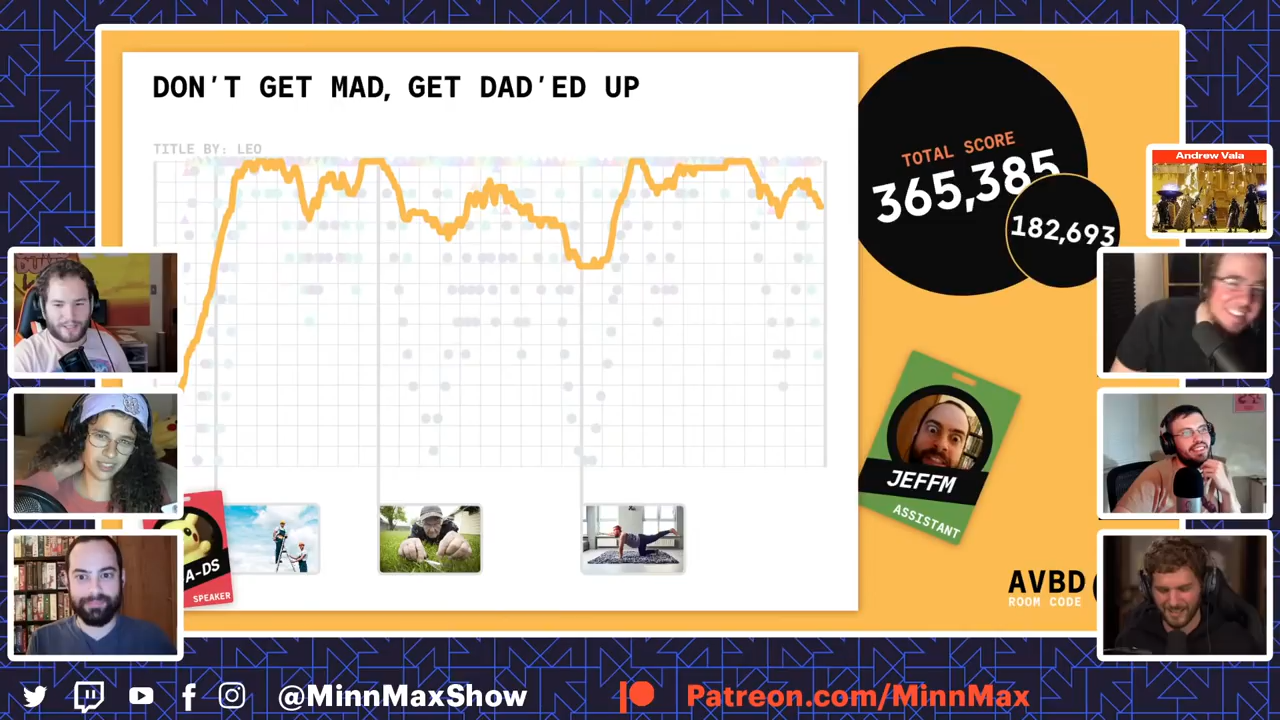 DON'T GET MAD, GET DAD'ED UP
TITLE BY: LEO
TOTAL SCORE
365,385
182,693
Andrew Vala
JEFFM
ASSISTANT
A-DS
SPEAKER
AVBD
ROOM CODE
@MinnMaxShow
Patreon.com/MinnMax